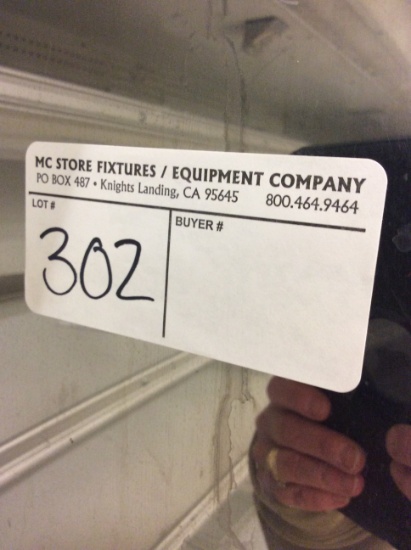 MC STORE FIXTURES / EQUIPMENT COMPANY
PO BOX 487 • Knights Landing, CA 95645 800.464.9464
LOT # BUYER #
302